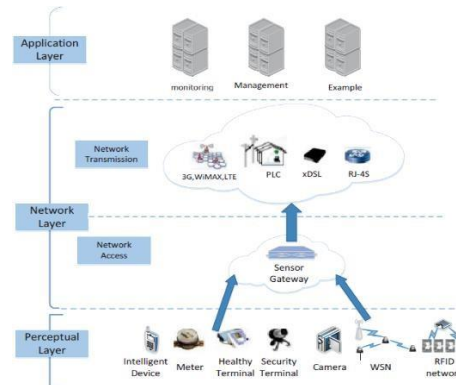 Application
Layer
monitoring
Management
Example
Network
Transmission
3G,WiMAX,LTE
PLC
xDSL
RJ-45
Network
Layer
Network
Access
Sensor
Gateway
Perceptual
Layer
Intelligent
Device
Meter
Healthy
Terminal
Security
Terminal
Camera
WSN
RFID
network